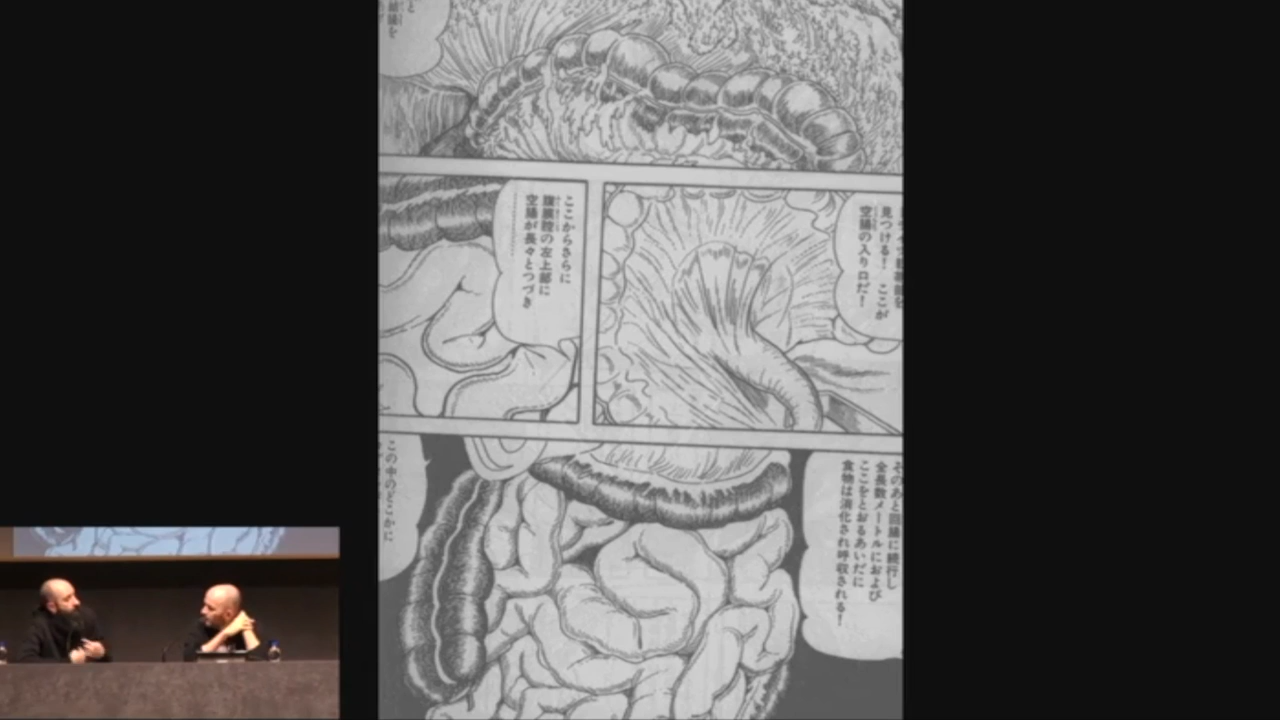 腸を
見つける! ここが
空腸の入り口だ!
ここからさらに
腹膜腔の左上部に
空腸が長々とつづき
そのあと回腸に続行し
全長数メートルにおよび
ここをとおるあいだに
食物は消化され呼収される!
この中のどこかに